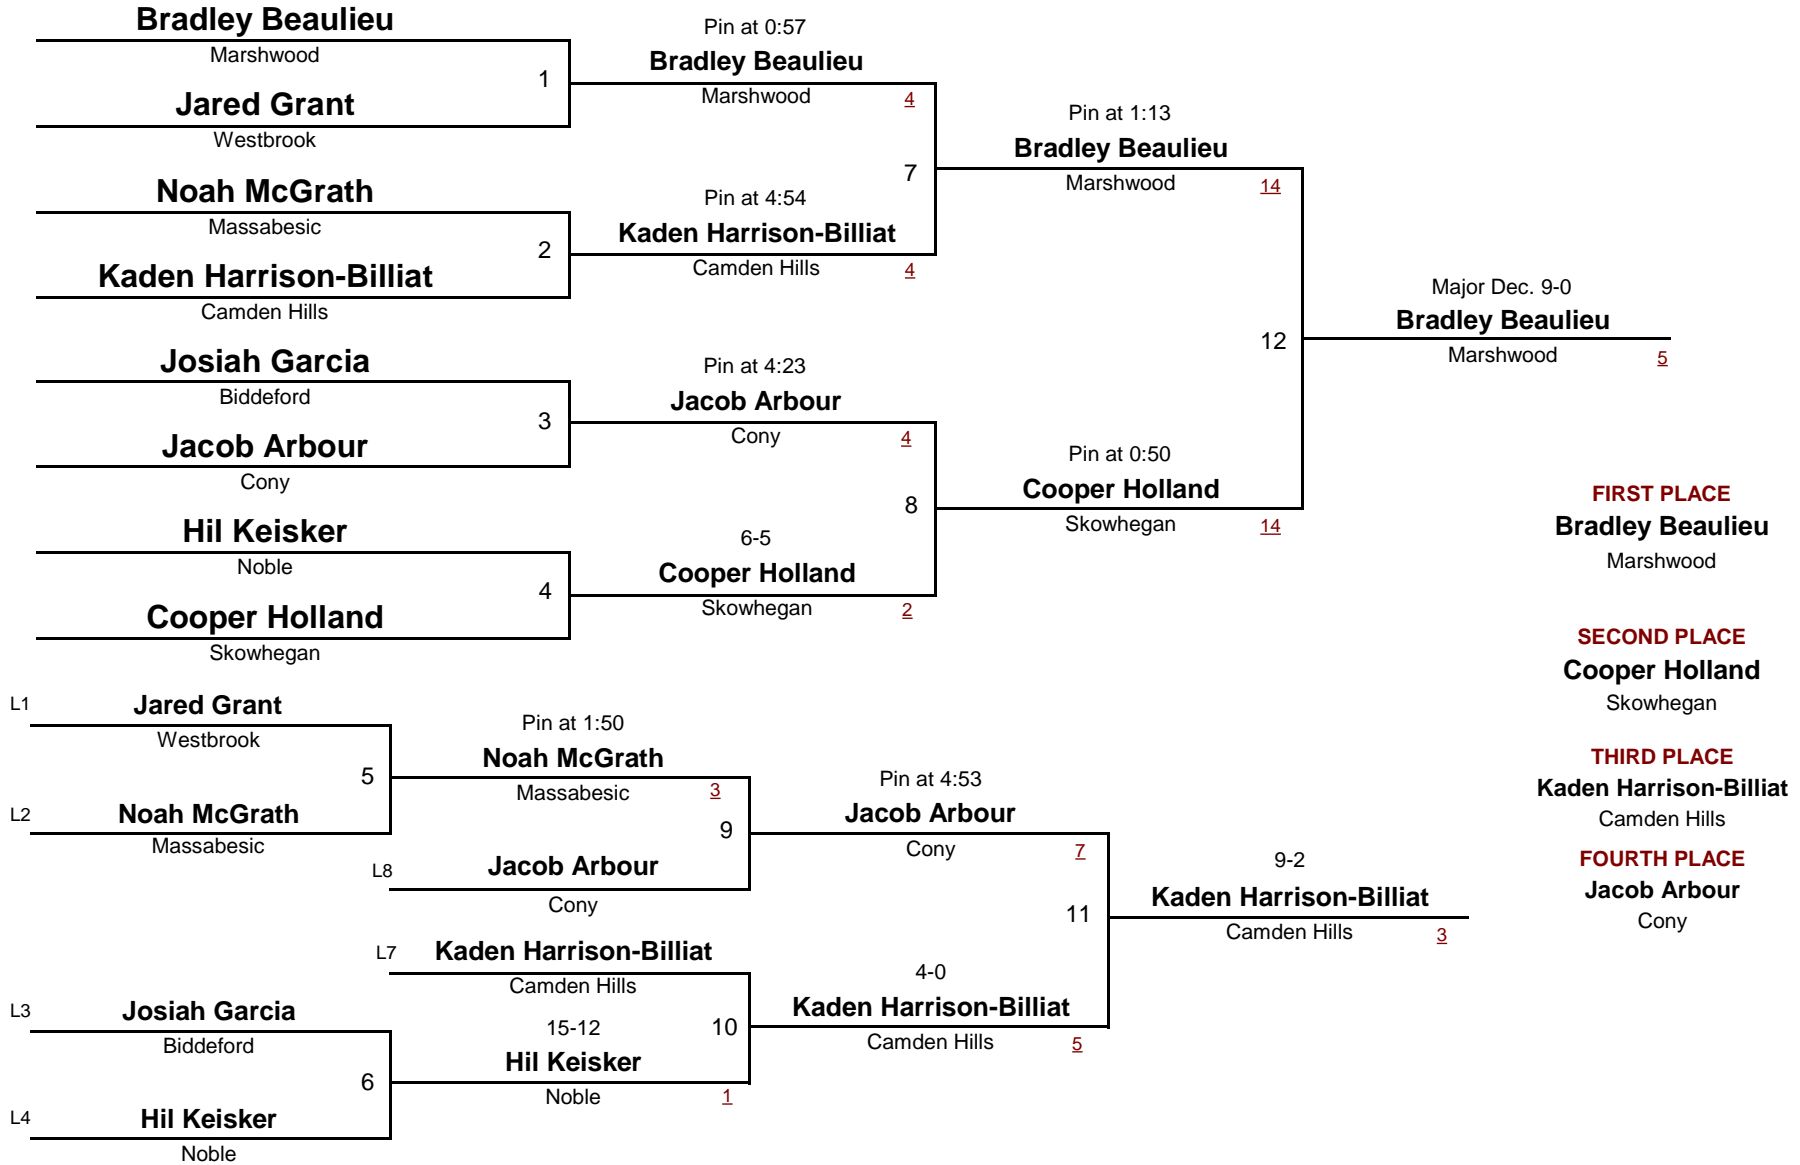 Bradley Beaulieu
Marshwood
1
Jared Grant
Westbrook
Noah McGrath
Massabesic
2
Kaden Harrison-Billiat
Camden Hills
Josiah Garcia
Biddeford
3
Jacob Arbour
Cony
Hil Keisker
Noble
4
Cooper Holland
Skowhegan
Pin at 0:57
Bradley Beaulieu
Marshwood
4
7
Pin at 4:54
Kaden Harrison-Billiat
Camden Hills
4
Pin at 4:23
Jacob Arbour
Cony
4
8
6-5
Cooper Holland
Skowhegan
2
Pin at 1:13
Bradley Beaulieu
Marshwood
14
12
Pin at 0:50
Cooper Holland
Skowhegan
14
Major Dec. 9-0
Bradley Beaulieu
Marshwood
5
FIRST PLACE
Bradley Beaulieu
Marshwood
SECOND PLACE
Cooper Holland
Skowhegan
THIRD PLACE
Kaden Harrison-Billiat
Camden Hills
FOURTH PLACE
Jacob Arbour
Cony
L1
Jared Grant
Westbrook
5
L2
Noah McGrath
Massabesic
L3
Josiah Garcia
Biddeford
6
L4
Hil Keisker
Noble
Pin at 1:50
Noah McGrath
Massabesic
3
9
L8
Jacob Arbour
Cony
L7
Kaden Harrison-Billiat
Camden Hills
10
15-12
Hil Keisker
Noble
1
Pin at 4:53
Jacob Arbour
Cony
7
11
4-0
Kaden Harrison-Billiat
Camden Hills
5
9-2
Kaden Harrison-Billiat
Camden Hills
3